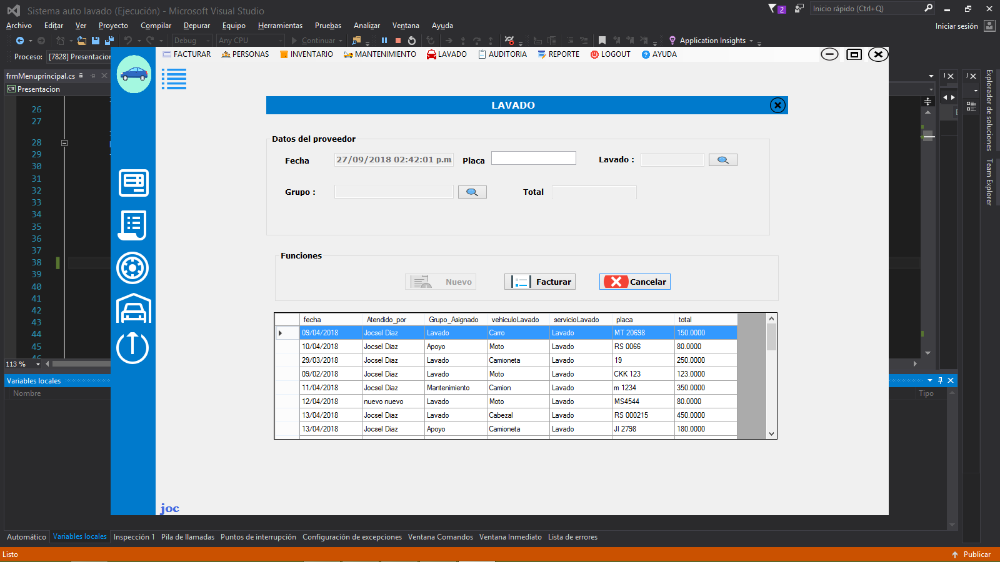 Sistema auto lavado (Ejecución) - Microsoft Visual Studio
2
Inicio rápido (Ctrl+Q)
Archivo Editar Ver Proyecto Compilar Depurar Equipo Herramientas Pruebas Analizar Ventana Ayuda
Iniciar sesión
Debug Any CPU Continuar Application Insights
Proceso: [7828] Presentacion
FACTURAR PERSONAS INVENTARIO MANTENIMIENTO LAVADO AUDITORIA REPORTE LOGOUT AYUDA
frmMenuprincipal.cs
C# Presentacion
Explorador de soluciones
Team Explorer
LAVADO
Datos del proveedor
Fecha 27/09/2018 02:42:01 p.m Placa Lavado :
Grupo : Total
Funciones
Nuevo Facturar Cancelar
fecha Atendido_por Grupo_Asignado vehiculoLavado servicioLavado placa total
09/04/2018 Jocsel Diaz Lavado Carro Lavado MT 20698 150.0000
10/04/2018 Jocsel Diaz Apoyo Moto Lavado RS 0066 80.0000
29/03/2018 Jocsel Diaz Lavado Camioneta Lavado 19 250.0000
09/02/2018 Jocsel Diaz Lavado Moto Lavado CKK 123 123.0000
11/04/2018 Jocsel Diaz Mantenimiento Camion Lavado m 1234 350.0000
12/04/2018 nuevo nuevo Lavado Moto Lavado MS4544 80.0000
13/04/2018 Jocsel Diaz Lavado Cabezal Lavado RS 000215 450.0000
13/04/2018 Jocsel Diaz Apoyo Camioneta Lavado JI 2798 180.0000
joc
26
27
28
29
30
31
32
33
34
35
36
37
38
39
40
41
42
43
44
45
46
113 %
Variables locales
Nombre
Tipo
Automático Variables locales Inspección 1 Pila de llamadas Puntos de interrupción Configuración de excepciones Ventana Comandos Ventana Inmediato Lista de errores
Listo
Publicar